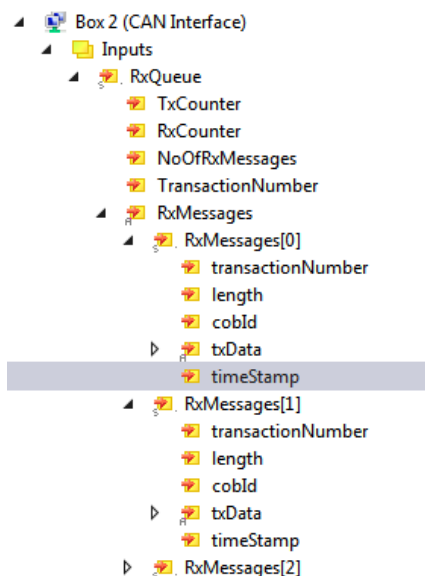 Box 2 (CAN Interface)
Inputs
RxQueue
TxCounter
RxCounter
NoOfRxMessages
TransactionNumber
RxMessages
RxMessages[0]
transactionNumber
length
cobId
txData
timeStamp
RxMessages[1]
transactionNumber
length
cobId
txData
timeStamp
RxMessages[2]